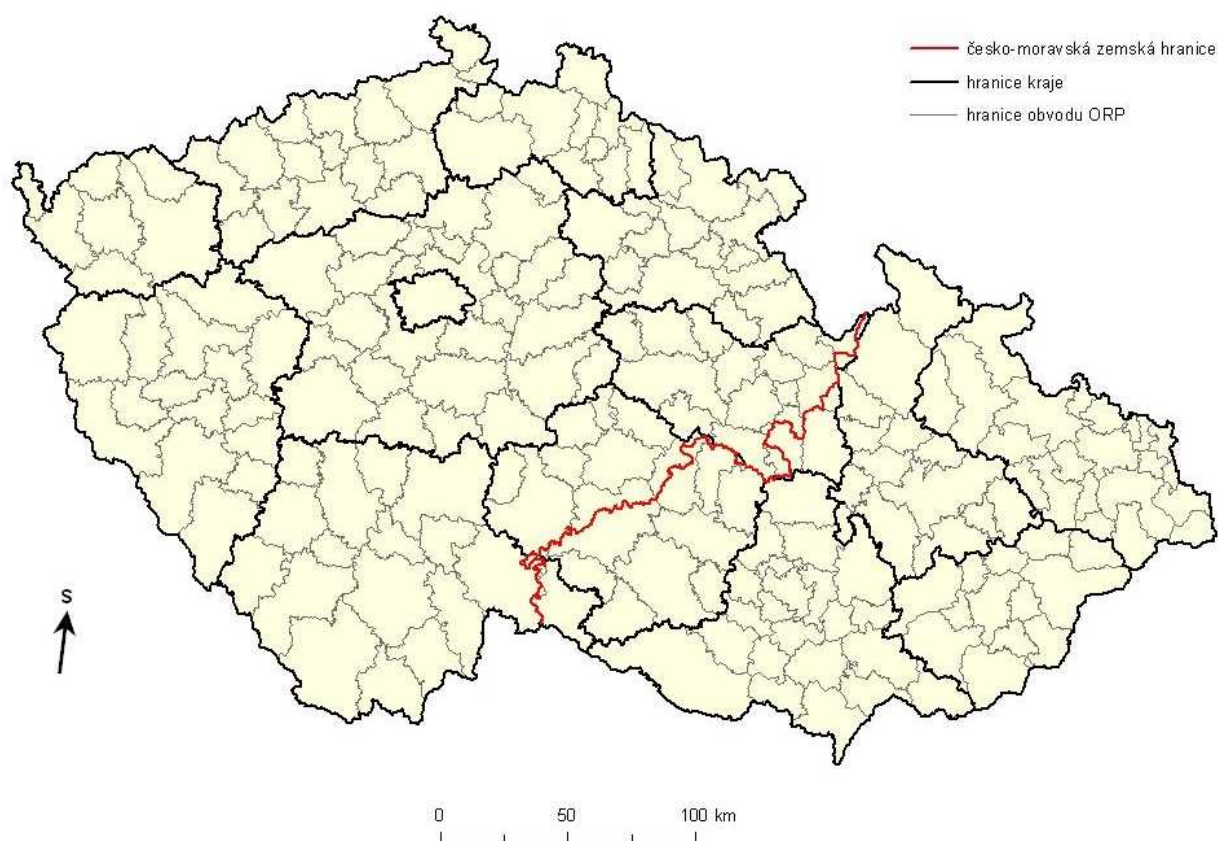 česko-moravská zemská hranice
hranice kraje
hranice obvodu ORP
S
0 50 100 km